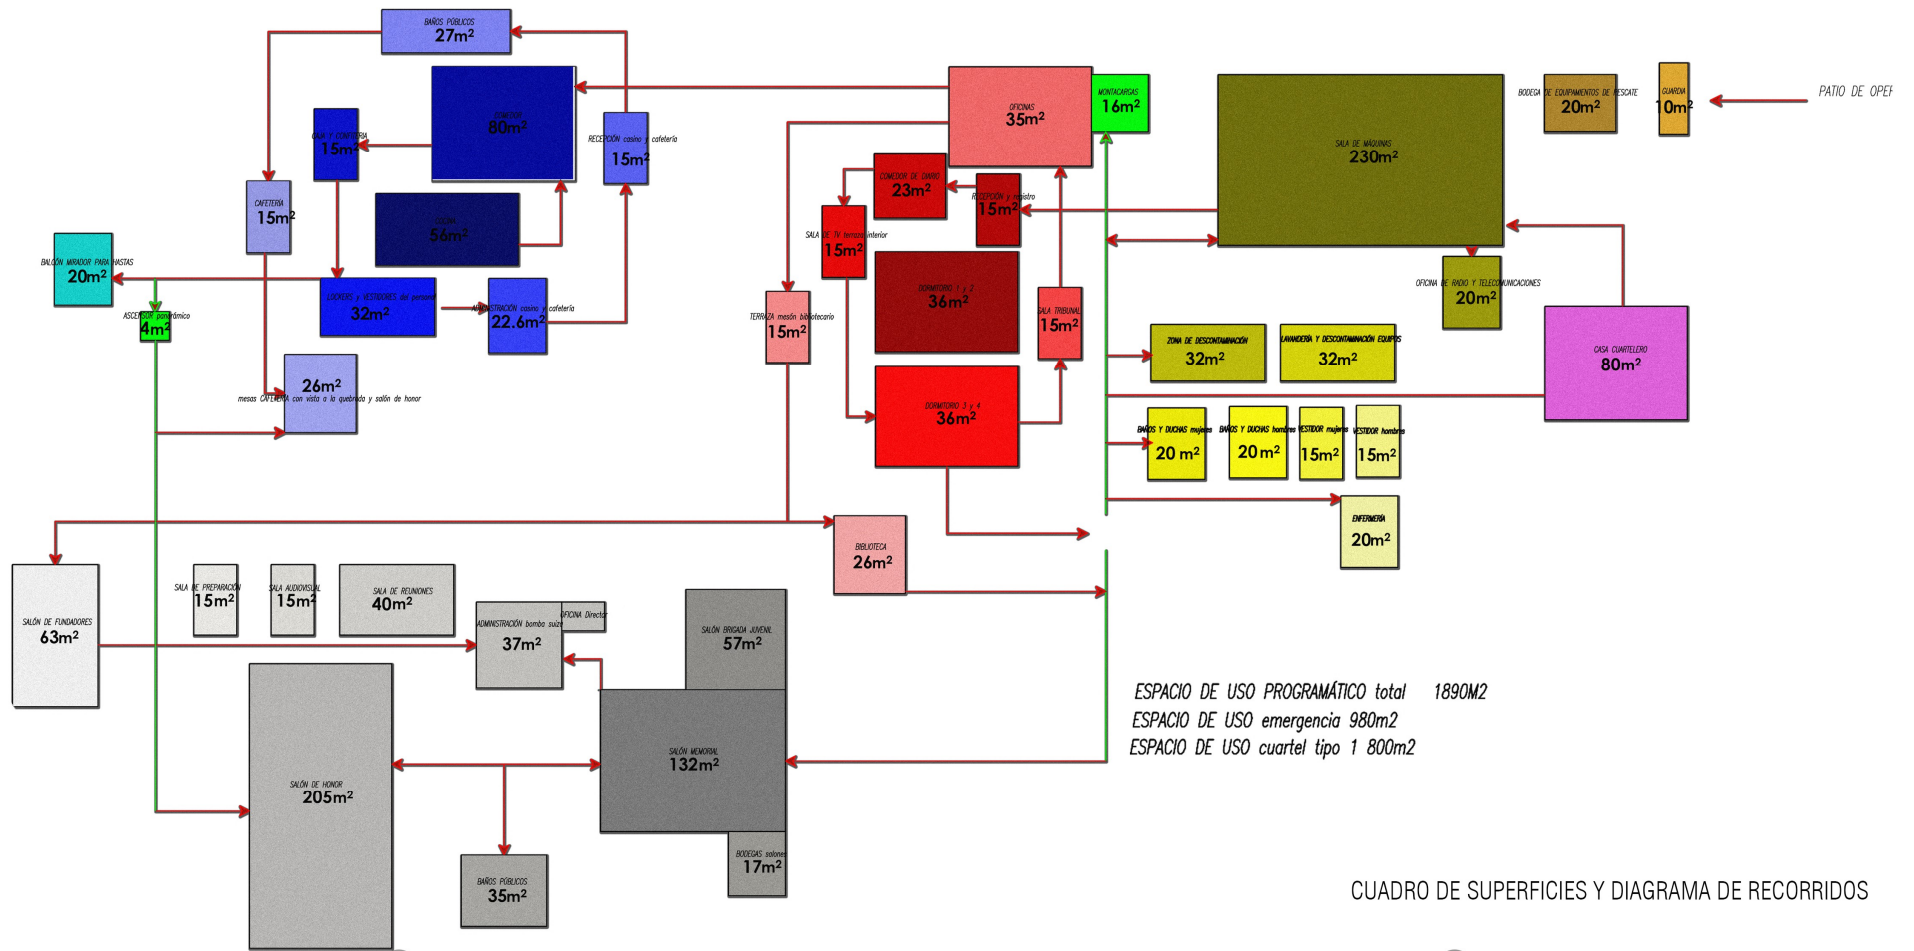 BAÑOS PÚBLICOS
27m²
COMEDOR
80m²
CAJA Y CONFITERÍA
15m²
RECEPCIÓN casino y cafetería
15m²
CAFETERÍA
15m²
COCINA
56m²
BALCÓN MIRADOR PARA HASTAS
20m²
ASCENSOR panorámico
4m²
LOCKERS y VESTIDORES del personal
32m²
ADMINISTRACIÓN casino y cafetería
22.6m²
26m²
mesas CAFETERÍA con vista a la quebrada y salón de honor
OFICINAS
35m²
MONTACARGAS
16m²
COMEDOR DE DIARIO
23m²
RECEPCIÓN y registro
15m²
SALA DE TV terraza interior
15m²
DORMITORIO 1 y 2
36m²
TERRAZA mesón bibliotecario
15m²
SALA TRIBUNAL
15m²
DORMITORIO 3 y 4
36m²
BIBLIOTECA
26m²
SALA DE MÁQUINAS
230m²
BODEGA DE EQUIPAMIENTOS DE RESCATE
20m²
GUARDIA
10m²
PATIO DE OPER
OFICINA DE RADIO Y TELECOMUNICACIONES
20m²
CASA CUARTELERO
80m²
ZONA DE DESCONTAMINACIÓN
32m²
LAVANDERÍA Y DESCONTAMINACIÓN EQUIPOS
32m²
BAÑOS Y DUCHAS mujeres
20 m²
BAÑOS Y DUCHAS hombres
20m²
VESTIDOR mujeres
15m²
VESTIDOR hombres
15m²
ENFERMERÍA
20m²
SALÓN DE FUNDADORES
63m²
SALA DE PREPARACIÓN
15m²
SALA AUDIOVISUAL
15m²
SALA DE REUNIONES
40m²
ADMINISTRACIÓN bomba suiza
37m²
OFICINA Director
SALÓN BRIGADA JUVENIL
57m²
SALÓN MEMORIAL
132m²
SALÓN DE HONOR
205m²
BAÑOS PÚBLICOS
35m²
BODEGAS salones
17m²
ESPACIO DE USO PROGRAMÁTICO total 1890M2
ESPACIO DE USO emergencia 980m2
ESPACIO DE USO cuartel tipo 1 800m2
CUADRO DE SUPERFICIES Y DIAGRAMA DE RECORRIDOS